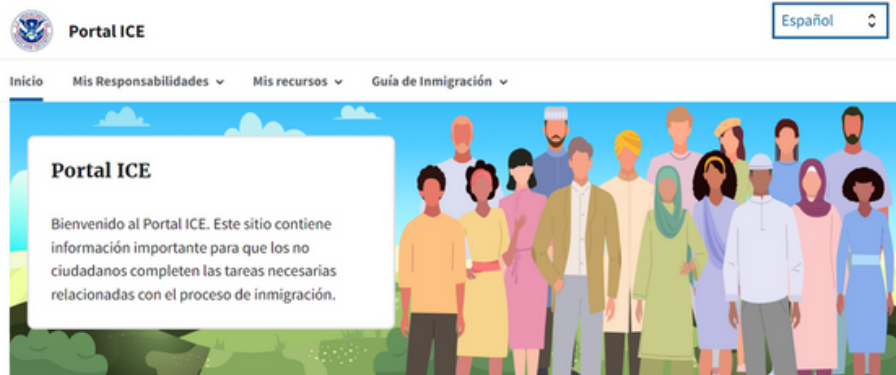 Portal ICE
Español
Inicio
Mis Responsabilidades
Mis recursos
Guía de Inmigración
Portal ICE
Bienvenido al Portal ICE. Este sitio contiene
información importante para que los no
ciudadanos completen las tareas necesarias
relacionadas con el proceso de inmigración.